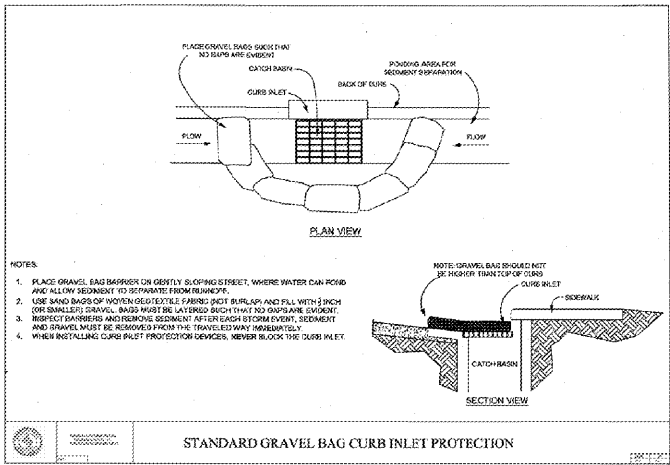 PLACE GRAVEL BAGS SUCH THAT
NO GAPS ARE EVIDENT
CATCH BASIN
CURB INLET
BACK OF CURB
PONDING AREA FOR
SEDIMENT SEPARATION
FLOW
FLOW
PLAN VIEW
NOTES:
1. PLACE GRAVEL BAG BARRIER ON GENTLY SLOPING STREET, WHERE WATER CAN POND
AND ALLOW SEDIMENT TO SEPARATE FROM RUNOFF.
2. USE SAND BAGS OF WOVEN GEOTEXTILE FABRIC (NOT BURLAP) AND FILL WITH INCH
(OR SMALLER) GRAVEL. BAGS MUST BE LAYERED SUCH THAT NO GAPS ARE EVIDENT.
3. INSPECT BARRIERS AND REMOVE SEDIMENT AFTER EACH STORM EVENT. SEDIMENT
AND GRAVEL MUST BE REMOVED FROM THE TRAVELED WAY IMMEDIATELY.
4. WHEN INSTALLING CURB INLET PROTECTION DEVICES, NEVER BLOCK THE CURB INLET.
NOTE: GRAVEL BAG SHOULD NOT
BE HIGHER THAN TOP OF CURB
CURB INLET
SIDEWALK
CATCH BASIN
SECTION VIEW
STANDARD GRAVEL BAG CURB INLET PROTECTION